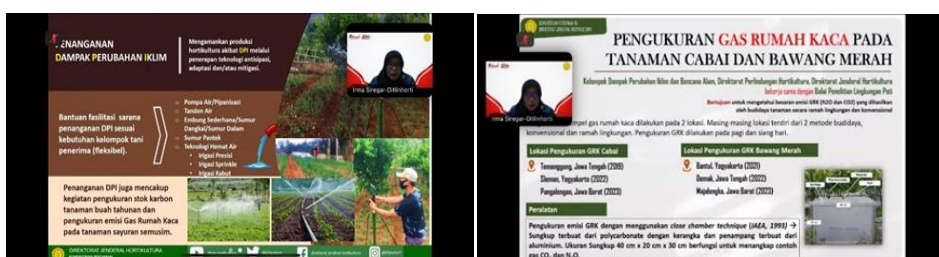 PENANGANAN
DAMPAK PERUBAHAN IKLIM
Mengamankan produksi
hortikultura akibat DPI melalui
penerapan teknologi antisipasi,
adaptasi dan/atau mitigasi.
Irma Siregar-Ditlinhorti
Bantuan fasilitasi sarana
penanganan DPI sesuai
kebutuhan kelompok tani
penerima (fleksibel).
Pompa Air/Pipanisasi
Tandon Air
Embung Sederhana/Sumur
Dangkal/Sumur Dalam
Sumur Pantek
Teknologi Hemat Air
Irigasi Presisi
Irigasi Sprinkle
Irigasi Kabut
Penanganan DPI juga mencakup
kegiatan pengukuran stok karbon
tanaman buah tahunan dan
pengukuran emisi Gas Rumah Kaca
pada tanaman sayuran semusim.
DIREKTORAT JENDERAL HORTIKULTURA
PENGUKURAN GAS RUMAH KACA PADA
TANAMAN CABAI DAN BAWANG MERAH
Kelompok Dampak Perubahan Iklim dan Bencana Alam, Direktorat Perlindungan Hortikultura, Direktorat Jenderal Hortikultura
bekerja sama dengan Balai Penelitian Lingkungan Pati
Bertujuan untuk mengetahui besaran emisi GRK (N2O dan CO2) yang dihasilkan
oleh budidaya tanaman secara ramah lingkungan dan konvensional
Irma Siregar-Ditlinhorti
gas rumah kaca dilakukan pada 2 lokasi. Masing-masing lokasi terdiri dari 2 metode budidaya,
konvensional dan ramah lingkungan. Pengukuran GRK dilakukan pada pagi dan siang hari.
Lokasi Pengukuran GRK Cabai
Temanggung, Jawa Tengah (2019)
Sleman, Yogyakarta (2022)
Pangalengan, Jawa Barat (2023)
Lokasi Pengukuran GRK Bawang Merah
Bantul, Yogyakarta (2021)
Demak, Jawa Tengah (2022)
Majalengka, Jawa Barat (2023)
Peralatan
Pengukuran emisi GRK dengan menggunakan close chamber technique (IAEA, 1993) →
Sungkup terbuat dari polycarbonate dengan kerangka dan penampang terbuat dari
aluminium. Ukuran Sungkup 40 cm x 20 cm x 30 cm berfungsi untuk menangkap contoh
gas CO₂ dan N₂O.